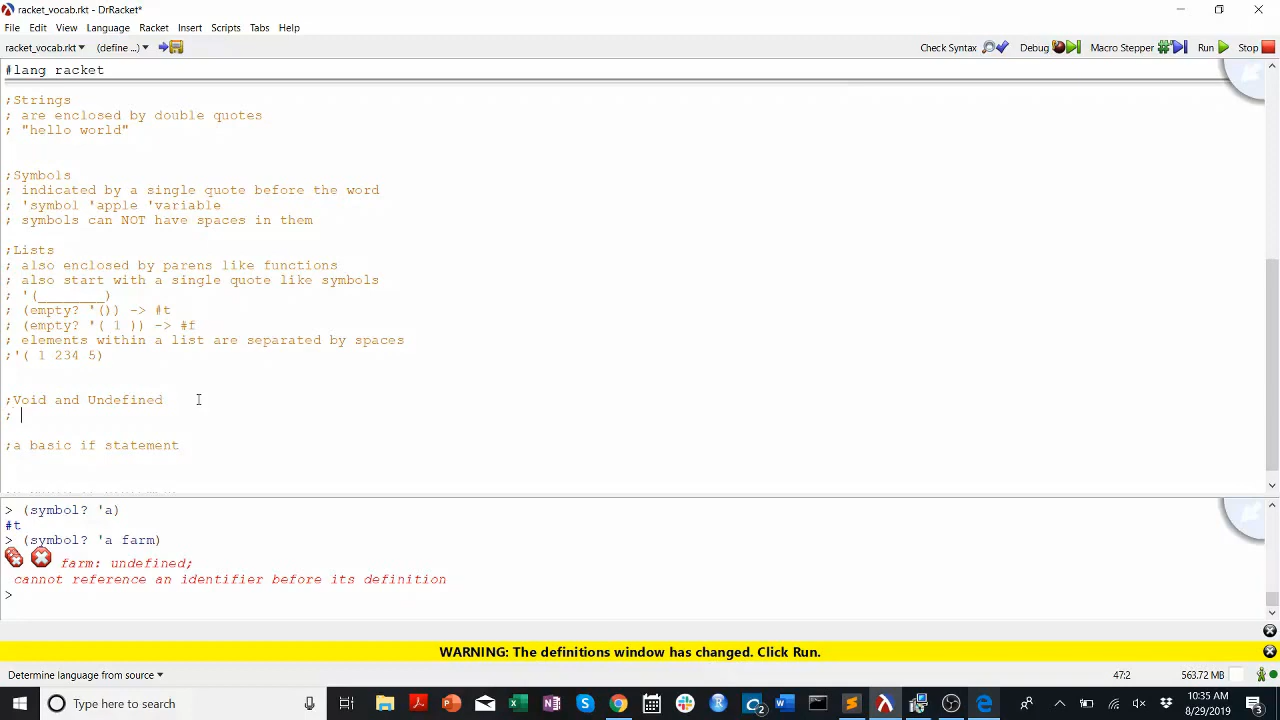 racket_vocab.rkt - DrRacket*
File Edit View Language Racket Insert Scripts Tabs Help
racket_vocab.rkt (define ...) Check Syntax Debug Macro Stepper Run Stop
#lang racket
;Strings
; are enclosed by double quotes
; "hello world"
;Symbols
; indicated by a single quote before the word
; 'symbol 'apple 'variable
; symbols can NOT have spaces in them
;Lists
; also enclosed by parens like functions
; also start with a single quote like symbols
; '(________)
; (empty? '()) -> #t
; (empty? '( 1 )) -> #f
; elements within a list are separated by spaces
;'( 1 234 5)
;Void and Undefined
;
;a basic if statement
> (symbol? 'a)
#t
> (symbol? 'a farm)
farm: undefined;
cannot reference an identifier before its definition
>
WARNING: The definitions window has changed. Click Run.
Determine language from source 47:2 563.72 MB
Type here to search
10:35 AM
8/29/2019